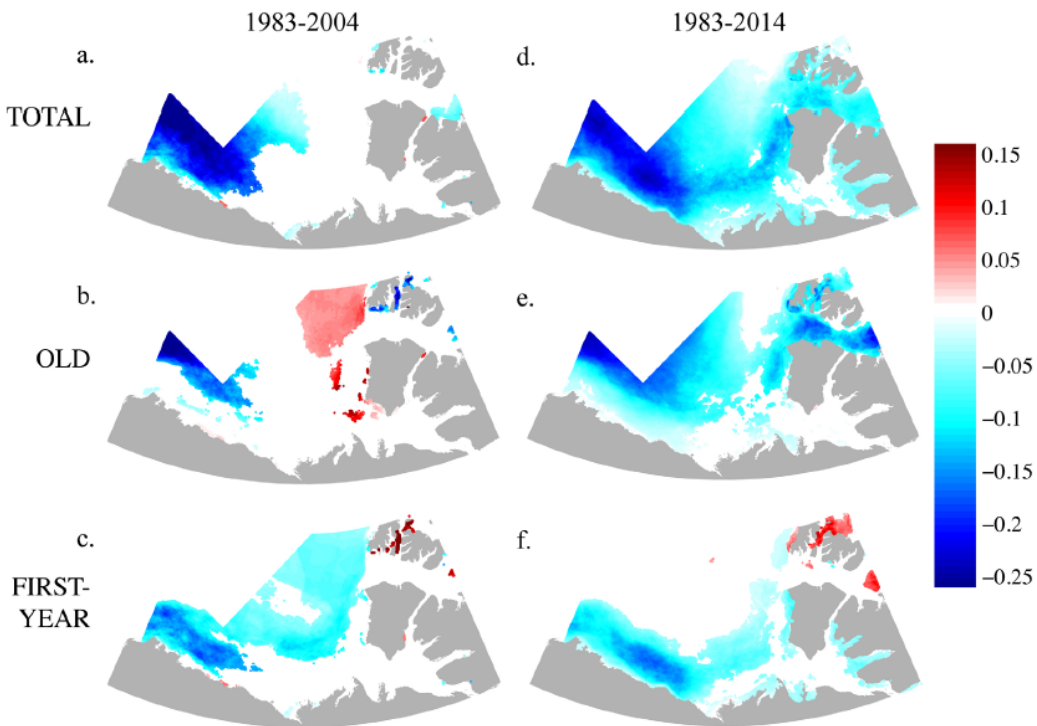 1983-2004
1983-2014
a.
d.
TOTAL
b.
e.
OLD
c.
f.
FIRST-
YEAR
0.15
0.1
0.05
0
−0.05
−0.1
−0.15
−0.2
−0.25